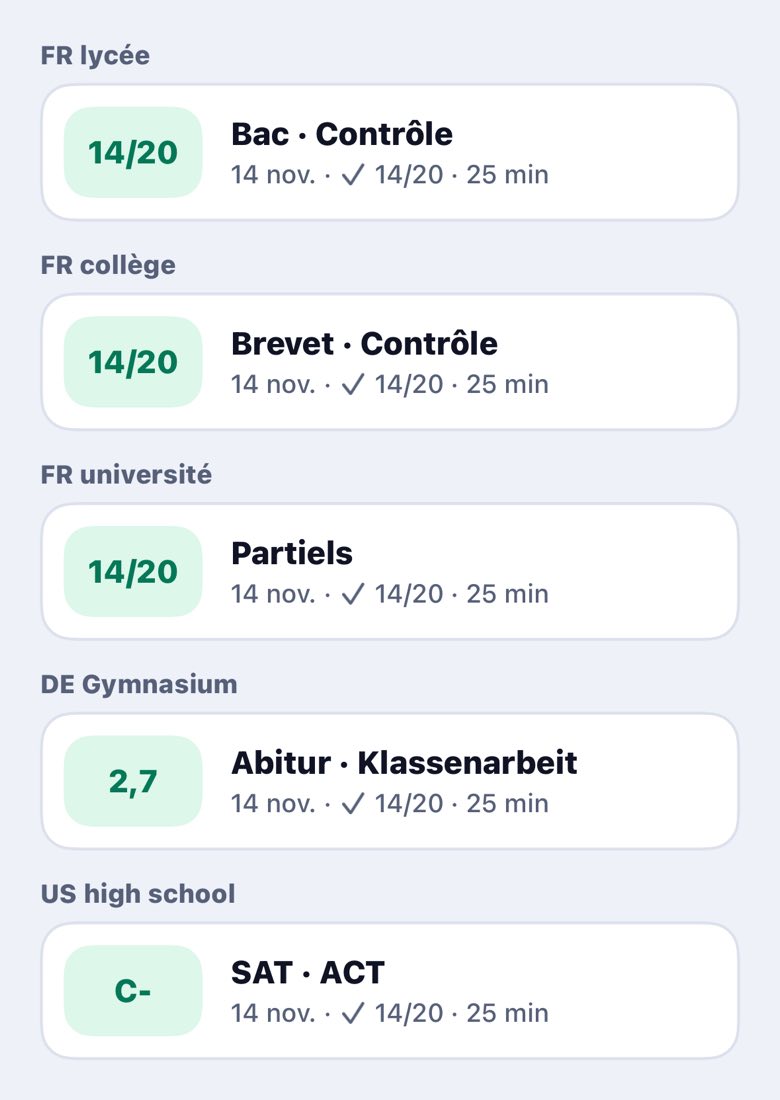 FR lycée
14/20
Bac · Contrôle
14 nov. · ✓ 14/20 · 25 min
FR collège
14/20
Brevet · Contrôle
14 nov. · ✓ 14/20 · 25 min
FR université
14/20
Partiels
14 nov. · ✓ 14/20 · 25 min
DE Gymnasium
2,7
Abitur · Klassenarbeit
14 nov. · ✓ 14/20 · 25 min
US high school
C-
SAT · ACT
14 nov. · ✓ 14/20 · 25 min